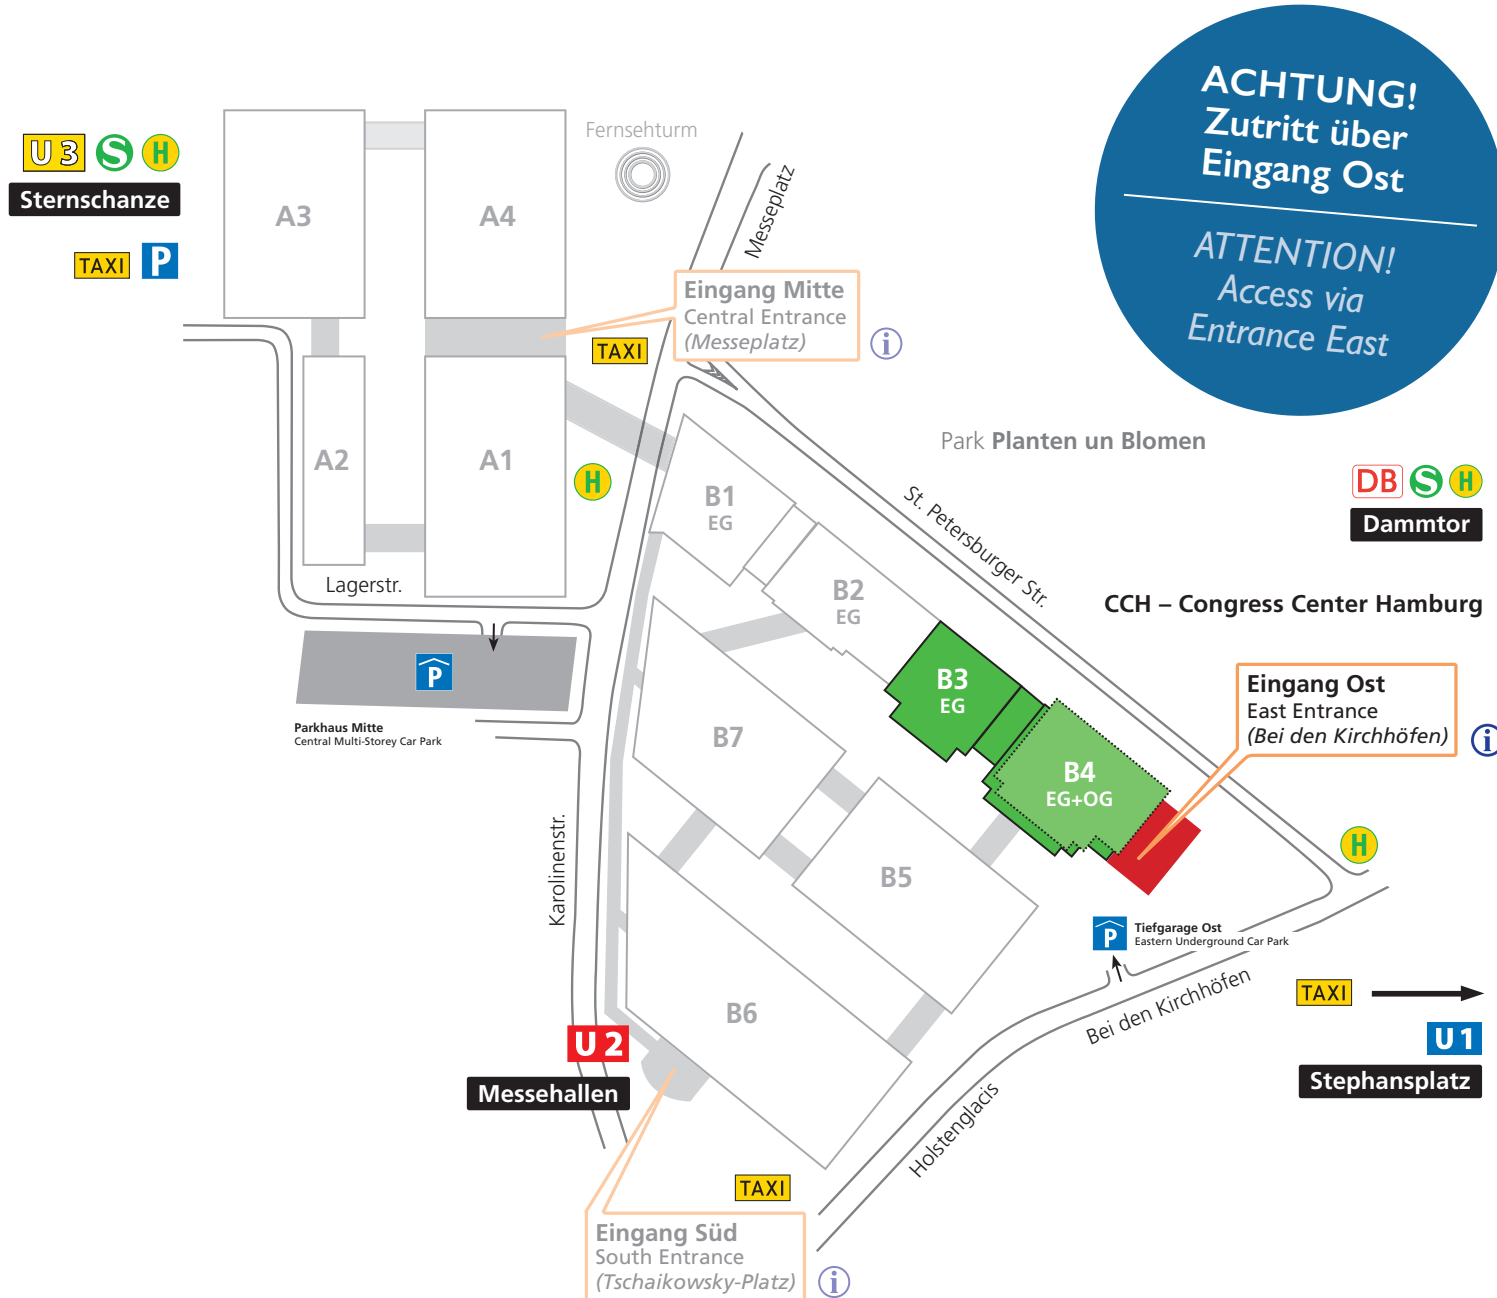 ACHTUNG!
Zutritt über
Eingang Ost
ATTENTION!
Access via
Entrance East
Fernsehturm
U 3 S H
Sternschanze
TAXI P
A3
A4
Messeplatz
Eingang Mitte
Central Entrance
(Messeplatz)
i
TAXI
A2
A1
H
Lagerstr.
Park Planten un Blomen
DB S H
Dammtor
St. Petersburger Str.
CCH – Congress Center Hamburg
B1
EG
B2
EG
B3
EG
B4
EG+OG
Eingang Ost
East Entrance
(Bei den Kirchhöfen)
i
P
Parkhaus Mitte
Central Multi-Storey Car Park
B7
B5
B6
Karolinenstr.
H
P
Tiefgarage Ost
Eastern Underground Car Park
Bei den Kirchhöfen
TAXI
U 1
Stephansplatz
U 2
Messehallen
Holstenglacis
TAXI
Eingang Süd
South Entrance
(Tschaikowsky-Platz)
i